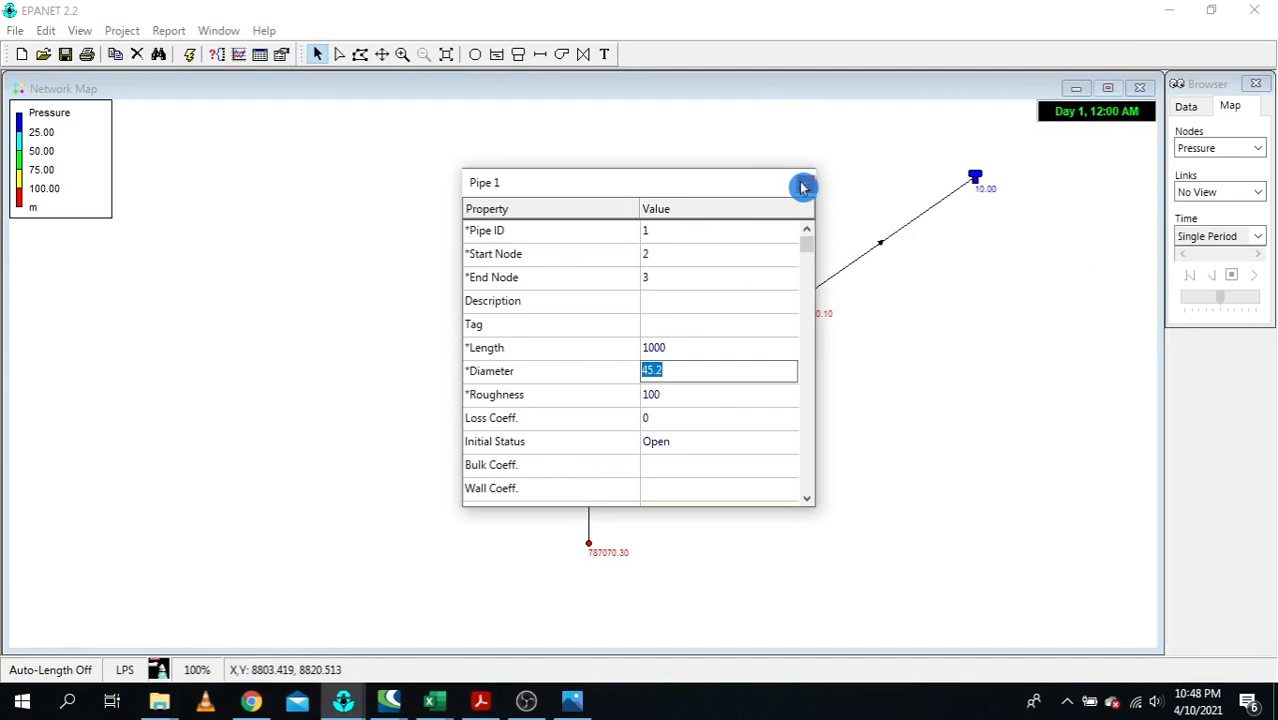 EPANET 2.2
File Edit View Project Report Window Help
Network Map
Browser
Pressure
25.00
50.00
75.00
100.00
m
Day 1, 12:00 AM
Data Map
Nodes
Pressure
Links
No View
Time
Single Period
Pipe 1
Property Value
*Pipe ID 1
*Start Node 2
*End Node 3
Description
Tag
*Length 1000
*Diameter 45.2
*Roughness 100
Loss Coeff. 0
Initial Status Open
Bulk Coeff.
Wall Coeff.
10.00
0.10
787070.30
Auto-Length Off LPS 100% X,Y: 8803.419, 8820.513
10:48 PM
4/10/2021
6